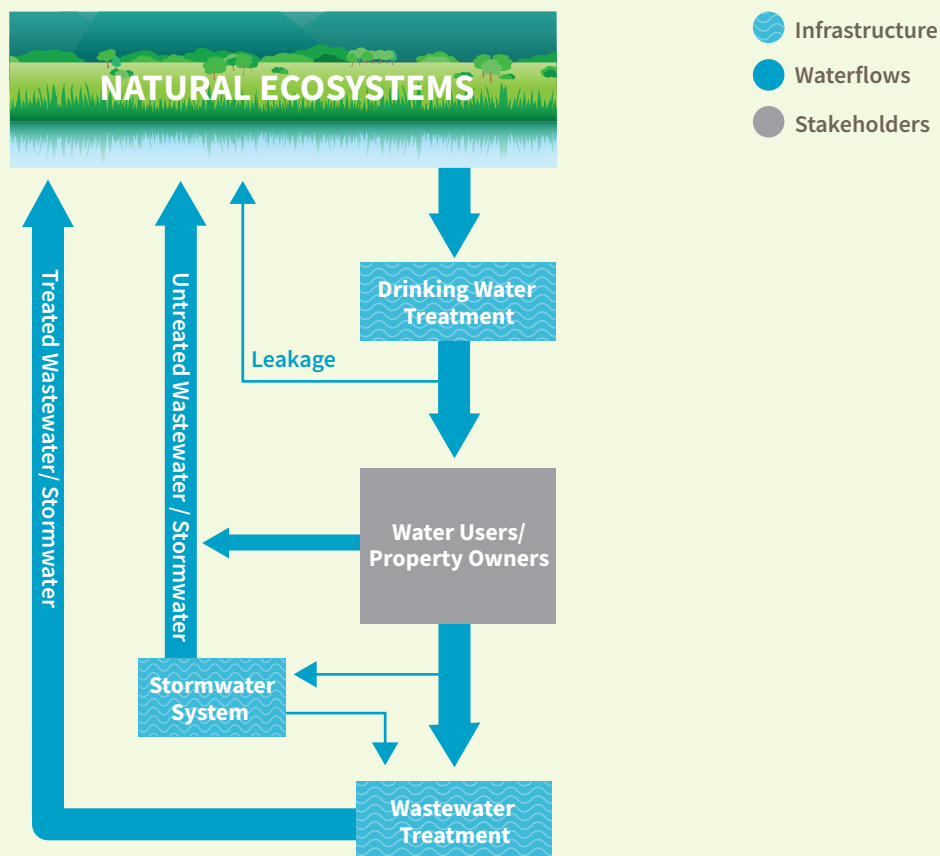 NATURAL ECOSYSTEMS
Infrastructure
Waterflows
Stakeholders
Drinking Water
Treatment
Leakage
Treated Wastewater/ Stormwater
Untreated Wastewater / Stormwater
Water Users/
Property Owners
Stormwater
System
Wastewater
Treatment